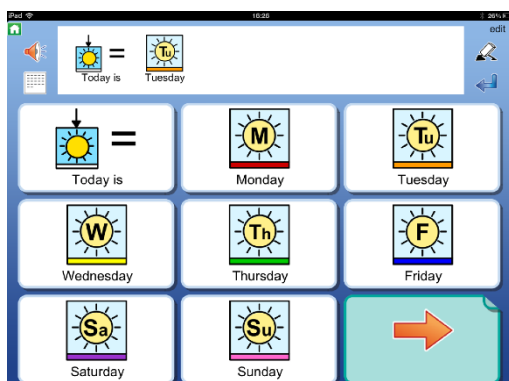 iPad 10:20 26%
edit
Tu
Today is Tuesday
M Tu
Today is Monday Tuesday
W Th F
Wednesday Thursday Friday
Sa Su
Saturday Sunday